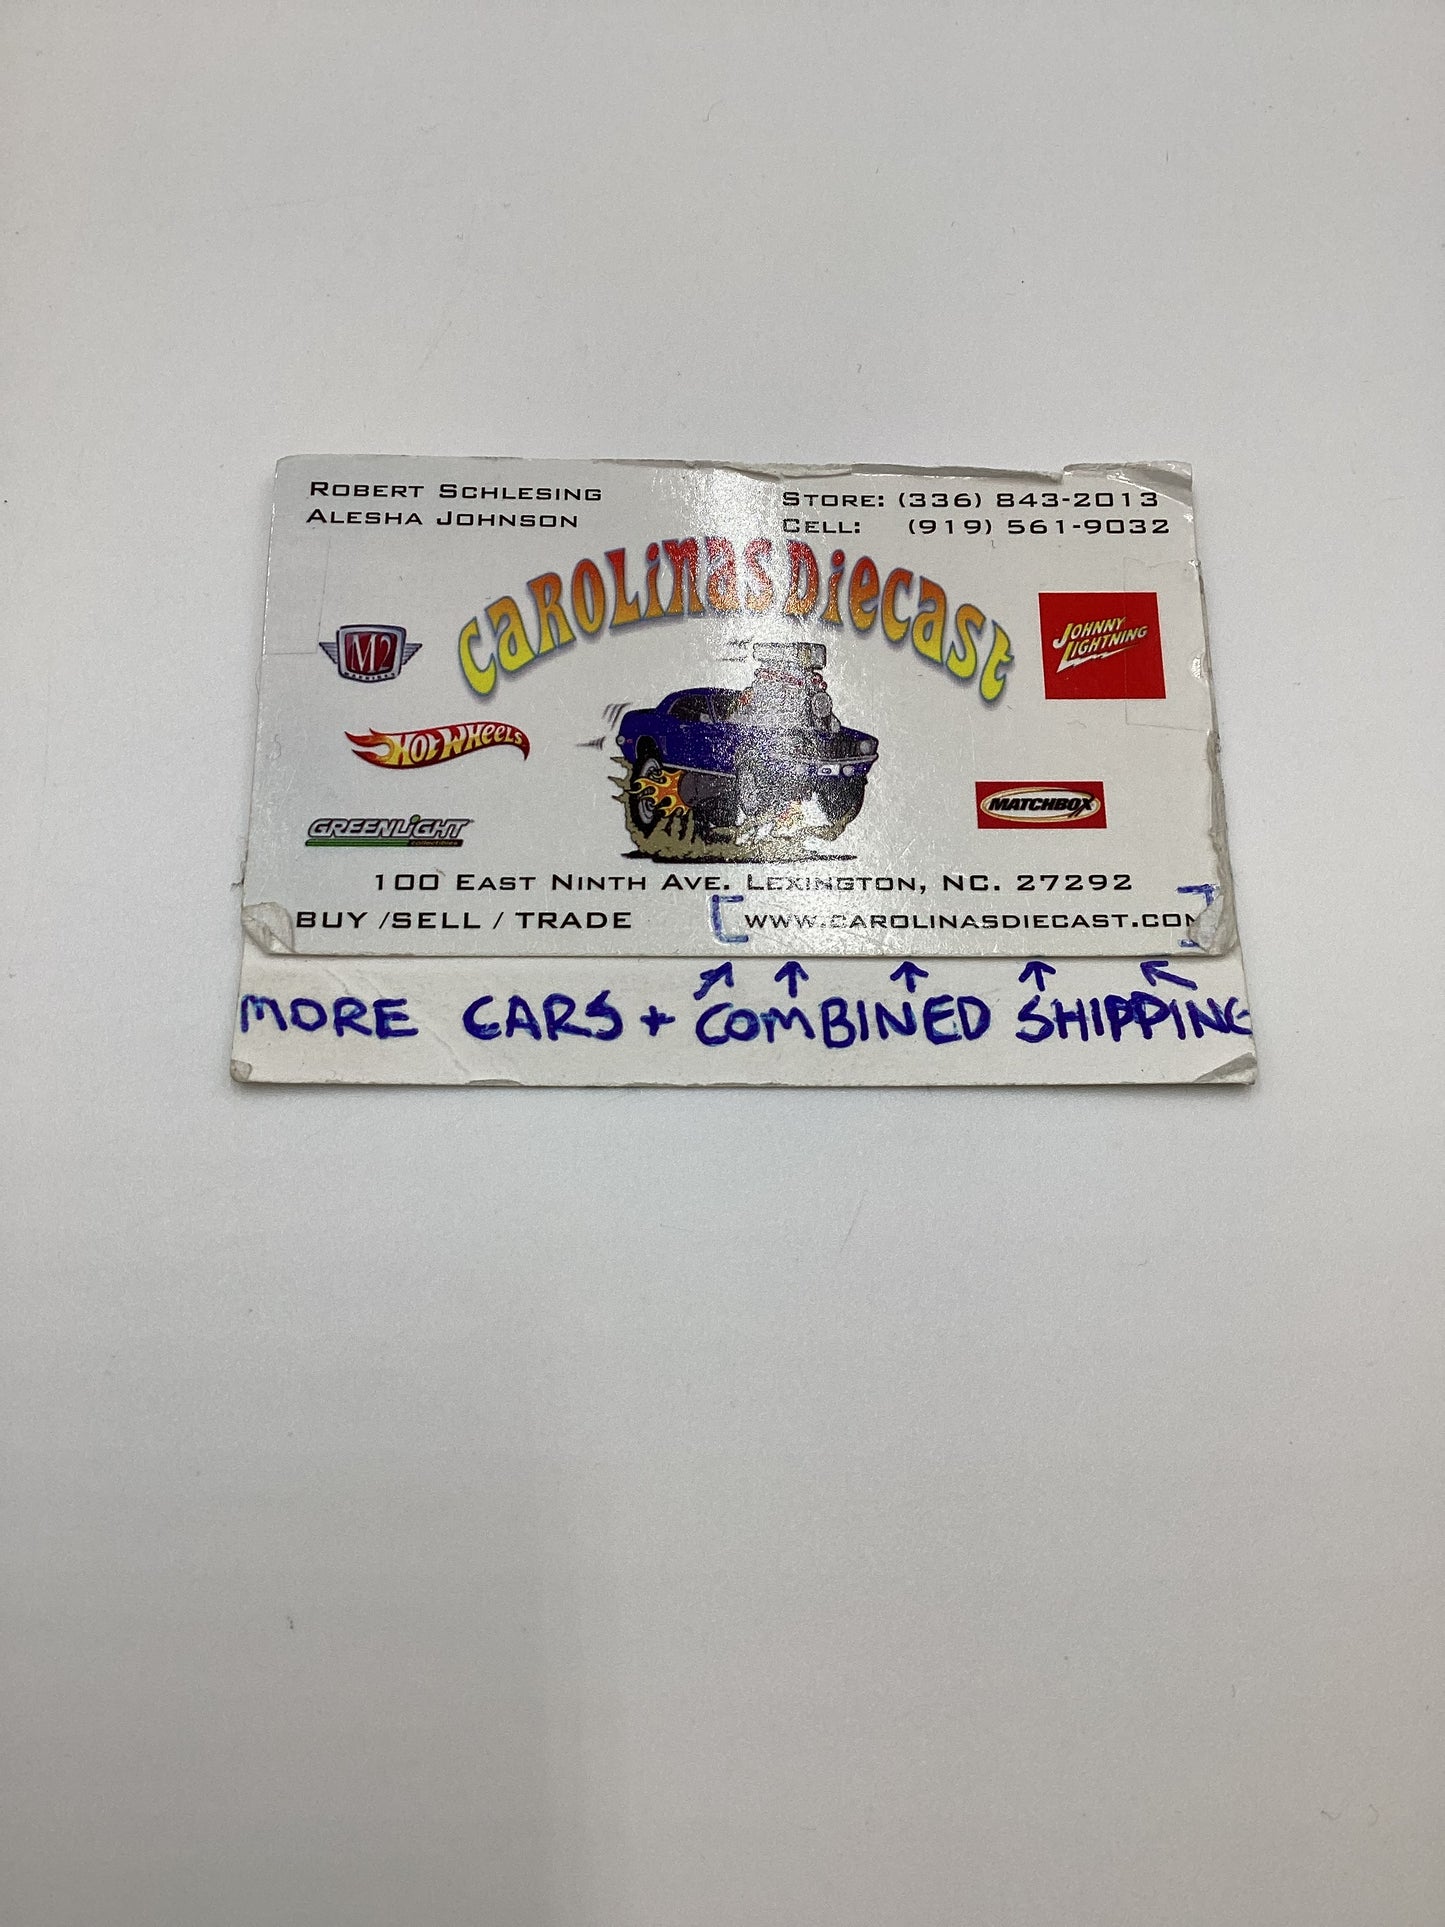 ROBERT SCHLESING
ALESHA JOHNSON
STORE: (336) 843-2013
CELL: (919) 561-9032
CAROLINAS DIECAST
M2
MACHINES
JOHNNY LIGHTNING
HOT WHEELS
MATCHBOX
GREENLIGHT
collectibles
100 EAST NINTH AVE. LEXINGTON, NC. 27292
BUY /SELL / TRADE [WWW.CAROLINASDIECAST.COM]
MORE CARS + COMBINED SHIPPING